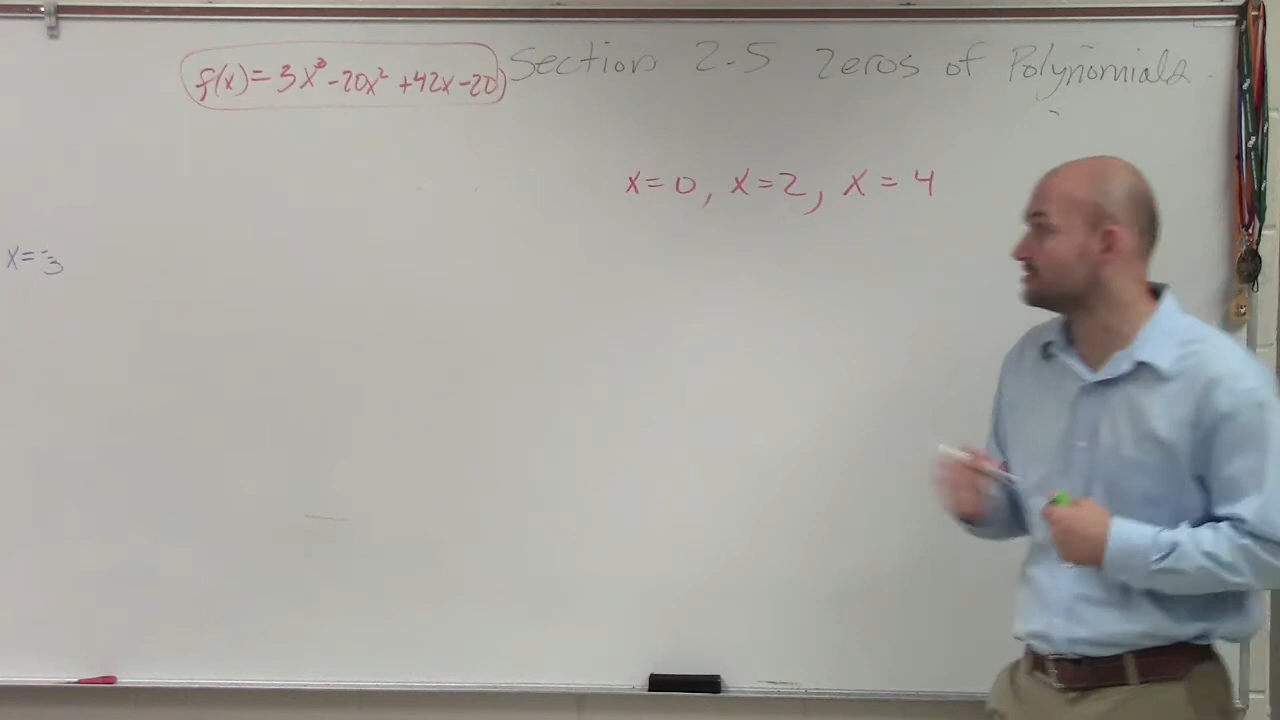 f(x) = 3x³ - 20x² + 42x - 20
Section 2.5 Zeros of Polynomials
x = 0, x = 2, x = 4
x = -3